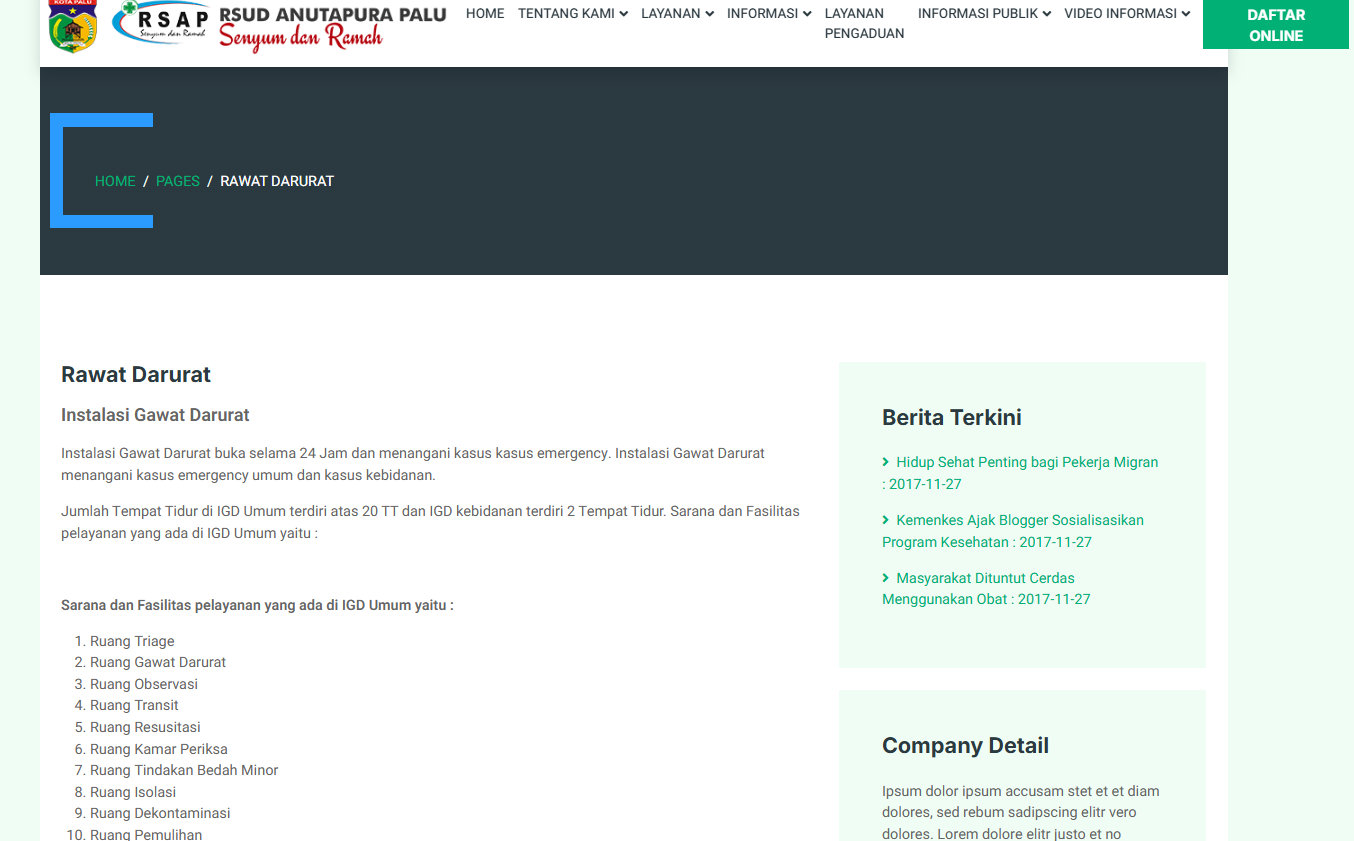 KOTA PALU
RSAP
Senyum dan Ramah
RSUD ANUTAPURA PALU
Senyum dan Ramah
HOME
TENTANG KAMI
LAYANAN
INFORMASI
LAYANAN
PENGADUAN
INFORMASI PUBLIK
VIDEO INFORMASI
DAFTAR
ONLINE
HOME / PAGES / RAWAT DARURAT
Rawat Darurat
Instalasi Gawat Darurat
Instalasi Gawat Darurat buka selama 24 Jam dan menangani kasus kasus emergency. Instalasi Gawat Darurat
menangani kasus emergency umum dan kasus kebidanan.
Jumlah Tempat Tidur di IGD Umum terdiri atas 20 TT dan IGD kebidanan terdiri 2 Tempat Tidur. Sarana dan Fasilitas
pelayanan yang ada di IGD Umum yaitu :
Sarana dan Fasilitas pelayanan yang ada di IGD Umum yaitu :
1. Ruang Triage
2. Ruang Gawat Darurat
3. Ruang Observasi
4. Ruang Transit
5. Ruang Resusitasi
6. Ruang Kamar Periksa
7. Ruang Tindakan Bedah Minor
8. Ruang Isolasi
9. Ruang Dekontaminasi
10. Ruang Pemulihan
Berita Terkini
Hidup Sehat Penting bagi Pekerja Migran
: 2017-11-27
Kemenkes Ajak Blogger Sosialisasikan
Program Kesehatan : 2017-11-27
Masyarakat Dituntut Cerdas
Menggunakan Obat : 2017-11-27
Company Detail
Ipsum dolor ipsum accusam stet et et diam
dolores, sed rebum sadipscing elitr vero
dolores. Lorem dolore elitr justo et no